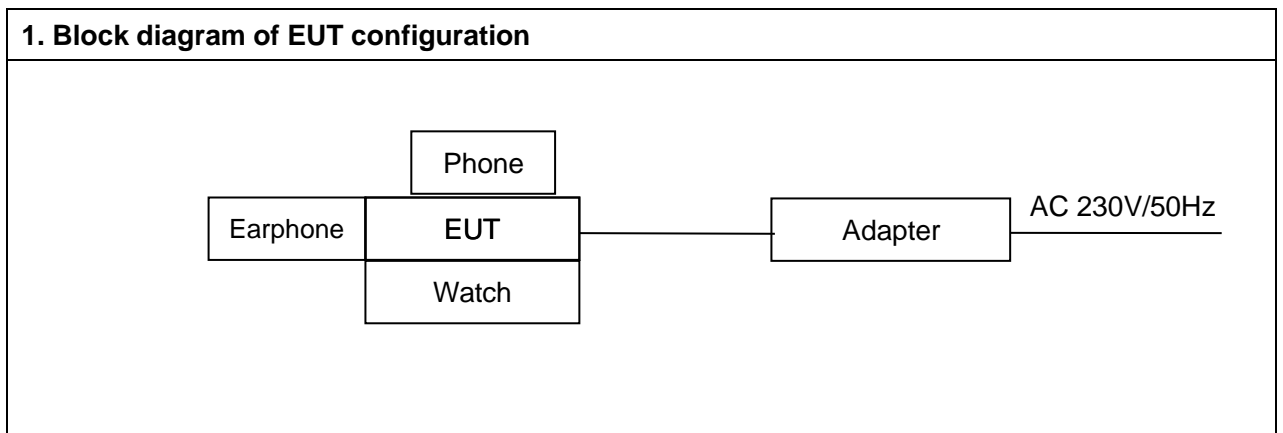 1. Block diagram of EUT configuration
Phone
AC 230V/50Hz
Earphone
EUT
Adapter
Watch